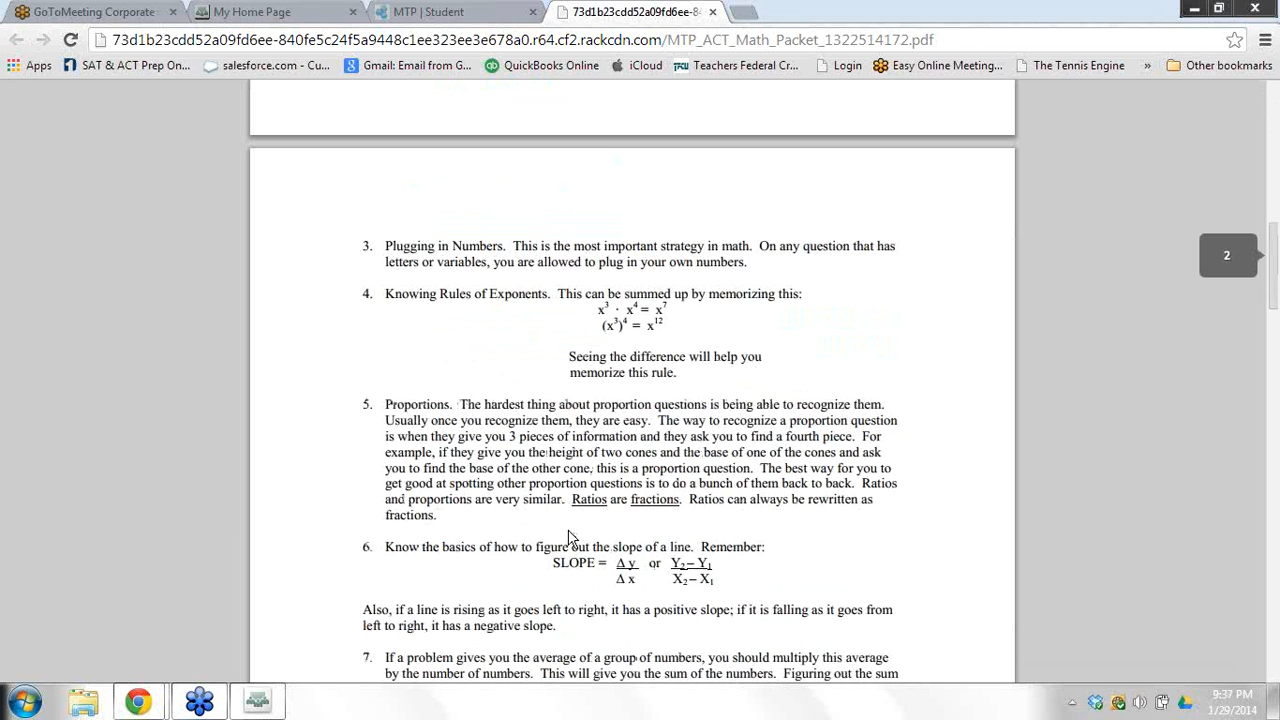 GoToMeeting Corporate
My Home Page
MTP | Student
73d1b23cdd52a09fd6ee-8
73d1b23cdd52a09fd6ee-840fe5c24f5a9448c1ee323ee3e678a0.r64.cf2.rackcdn.com/MTP_ACT_Math_Packet_1322514172.pdf
Apps SAT & ACT Prep On... salesforce.com - Cu... Gmail: Email from G... QuickBooks Online iCloud Teachers Federal Cr... Login Easy Online Meeting... The Tennis Engine » Other bookmarks
3. Plugging in Numbers. This is the most important strategy in math. On any question that has
letters or variables, you are allowed to plug in your own numbers.
2
4. Knowing Rules of Exponents. This can be summed up by memorizing this:
x³ · x⁴ = x⁷
(x³)⁴ = x¹²
Seeing the difference will help you
memorize this rule.
5. Proportions. The hardest thing about proportion questions is being able to recognize them.
Usually once you recognize them, they are easy. The way to recognize a proportion question
is when they give you 3 pieces of information and they ask you to find a fourth piece. For
example, if they give you the height of two cones and the base of one of the cones and ask
you to find the base of the other cone, this is a proportion question. The best way for you to
get good at spotting other proportion questions is to do a bunch of them back to back. Ratios
and proportions are very similar. Ratios are fractions. Ratios can always be rewritten as
fractions.
6. Know the basics of how to figure out the slope of a line. Remember:
SLOPE = Δ y or Y₂ – Y₁
Δ x X₂ – X₁
Also, if a line is rising as it goes left to right, it has a positive slope; if it is falling as it goes from
left to right, it has a negative slope.
7. If a problem gives you the average of a group of numbers, you should multiply this average
by the number of numbers. This will give you the sum of the numbers. Figuring out the sum
9:37 PM
1/29/2014